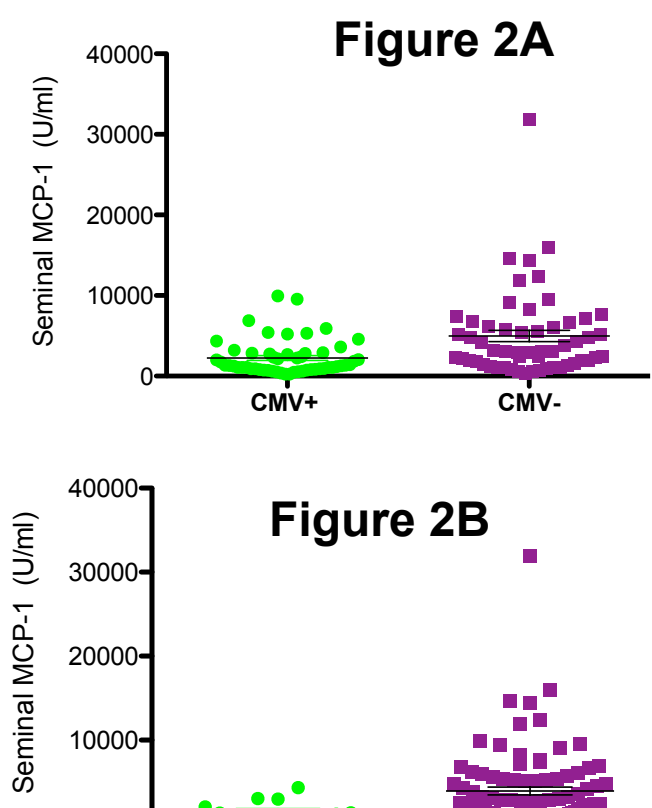 Figure 2A
Seminal MCP-1 (U/ml)
40000
30000
20000
10000
0
CMV+
CMV-
Figure 2B
Seminal MCP-1 (U/ml)
40000
30000
20000
10000